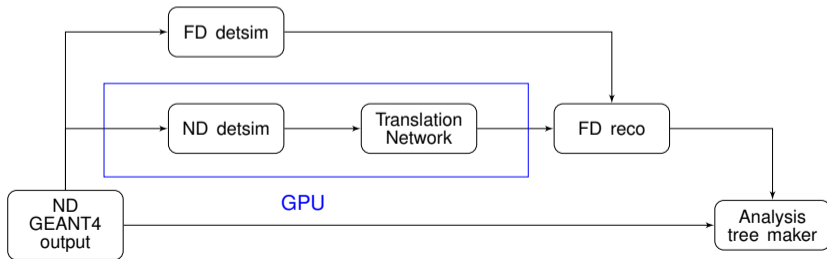 FD detsim
ND detsim
Translation
Network
FD reco
GPU
ND
GEANT4
output
Analysis
tree maker